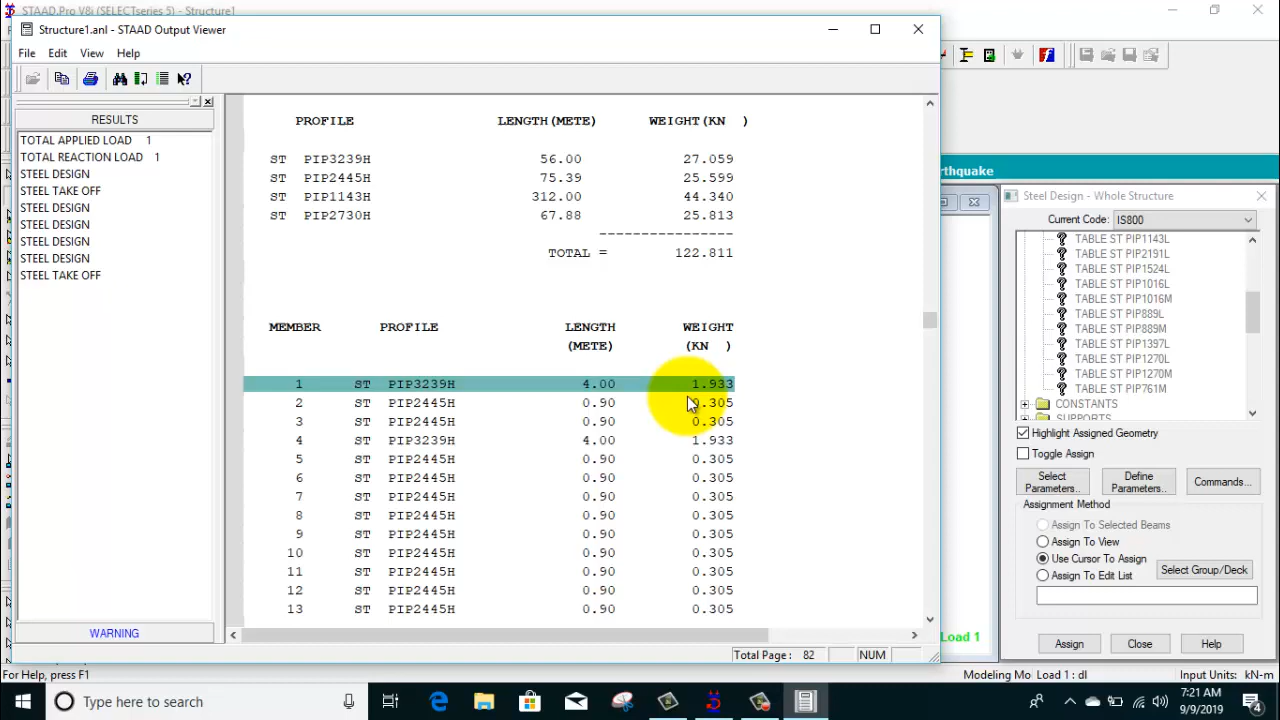 STAAD.Pro V8i (SELECTseries 5) - Structure1
Structure1.anl - STAAD Output Viewer
File Edit View Help
RESULTS
TOTAL APPLIED LOAD 1
TOTAL REACTION LOAD 1
STEEL DESIGN
STEEL TAKE OFF
STEEL DESIGN
STEEL DESIGN
STEEL DESIGN
STEEL DESIGN
STEEL TAKE OFF
WARNING
PROFILE LENGTH(METE) WEIGHT(KN )
ST PIP3239H 56.00 27.059
ST PIP2445H 75.39 25.599
ST PIP1143H 312.00 44.340
ST PIP2730H 67.88 25.813
----------------
TOTAL = 122.811
MEMBER PROFILE LENGTH WEIGHT
(METE) (KN )
1 ST PIP3239H 4.00 1.933
2 ST PIP2445H 0.90 0.305
3 ST PIP2445H 0.90 0.305
4 ST PIP3239H 4.00 1.933
5 ST PIP2445H 0.90 0.305
6 ST PIP2445H 0.90 0.305
7 ST PIP2445H 0.90 0.305
8 ST PIP2445H 0.90 0.305
9 ST PIP2445H 0.90 0.305
10 ST PIP2445H 0.90 0.305
11 ST PIP2445H 0.90 0.305
12 ST PIP2445H 0.90 0.305
13 ST PIP2445H 0.90 0.305
Total Page : 82 NUM
rthquake
Steel Design - Whole Structure
Current Code: IS800
TABLE ST PIP1143L
TABLE ST PIP2191L
TABLE ST PIP1524L
TABLE ST PIP1016L
TABLE ST PIP1016M
TABLE ST PIP889L
TABLE ST PIP889M
TABLE ST PIP1397L
TABLE ST PIP1270L
TABLE ST PIP1270M
TABLE ST PIP761M
CONSTANTS
SUPPORTS
Highlight Assigned Geometry
Toggle Assign
Select Parameters.. Define Parameters.. Commands...
Assignment Method
Assign To Selected Beams
Assign To View
Use Cursor To Assign
Select Group/Deck
Assign To Edit List
Assign Close Help
Load 1
For Help, press F1
Modeling Mo Load 1 : dl Input Units: kN-m
Type here to search
7:21 AM
9/9/2019
4